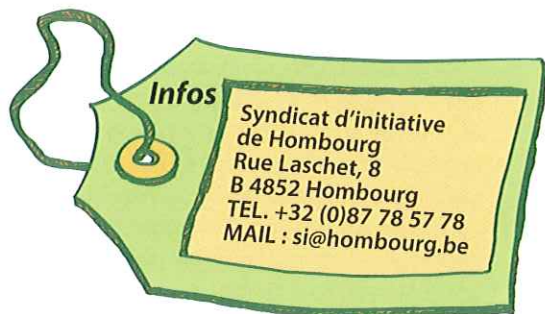 Infos
Syndicat d'initiative
de Hombourg
Rue Laschet, 8
B 4852 Hombourg
TEL. +32 (0)87 78 57 78
MAIL : si@hombourg.be